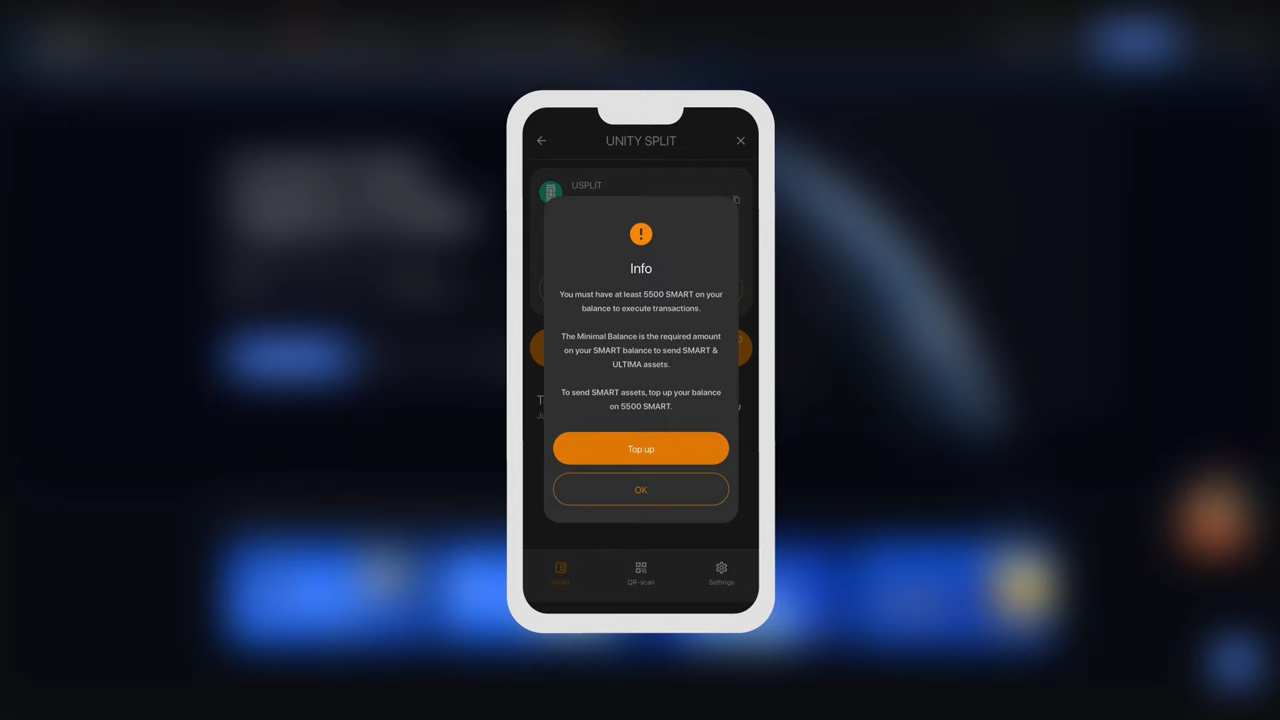 UNITY SPLIT
USPLIT
Info
You must have at least 5500 SMART on your
balance to execute transactions.
The Minimal Balance is the required amount
on your SMART balance to send SMART &
ULTIMA assets.
To send SMART assets, top up your balance
on 5500 SMART.
Top up
OK
Wallet QR-scan Settings